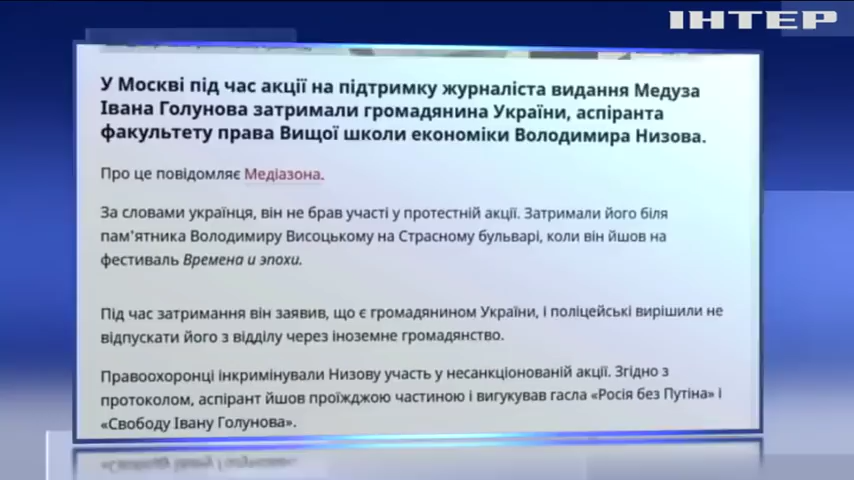 ІНТЕР
У Москві під час акції на підтримку журналіста видання Медуза
Івана Голунова затримали громадянина України, аспіранта
факультету права Вищої школи економіки Володимира Низова.
Про це повідомляє Медіазона.
За словами українця, він не брав участі у протестній акції. Затримали його біля
пам'ятника Володимиру Висоцькому на Страсному бульварі, коли він йшов на
фестиваль Времена и эпохи.
Під час затримання він заявив, що є громадянином України, і поліцейські вирішили не
відпускати його з відділу через іноземне громадянство.
Правоохоронці інкримінували Низову участь у несанкціонованій акції. Згідно з
протоколом, аспірант йшов проїжджою частиною і вигукував гасла «Росія без Путіна» і
«Свободу Івану Голунова».